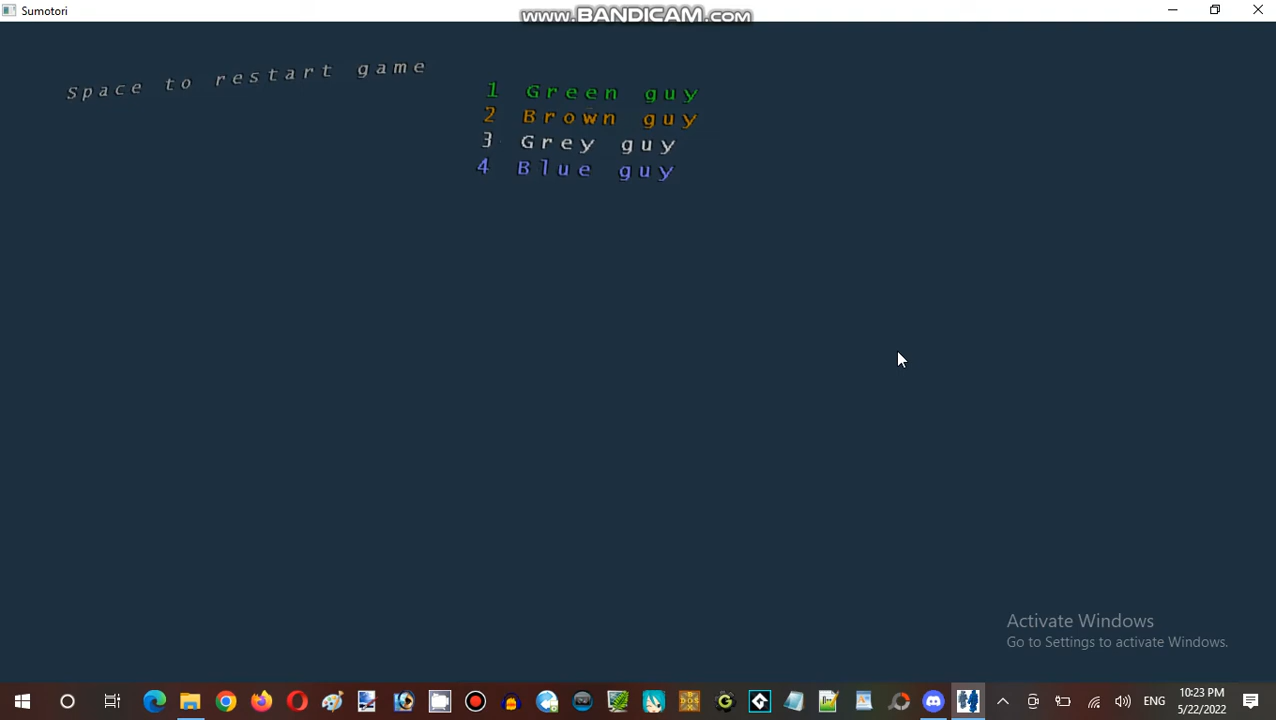 Sumotori
www.BANDICAM.com
Space to restart game
1 Green guy
2 Brown guy
3 Grey guy
4 Blue guy
Activate Windows
Go to Settings to activate Windows.
ENG
10:23 PM
5/22/2022